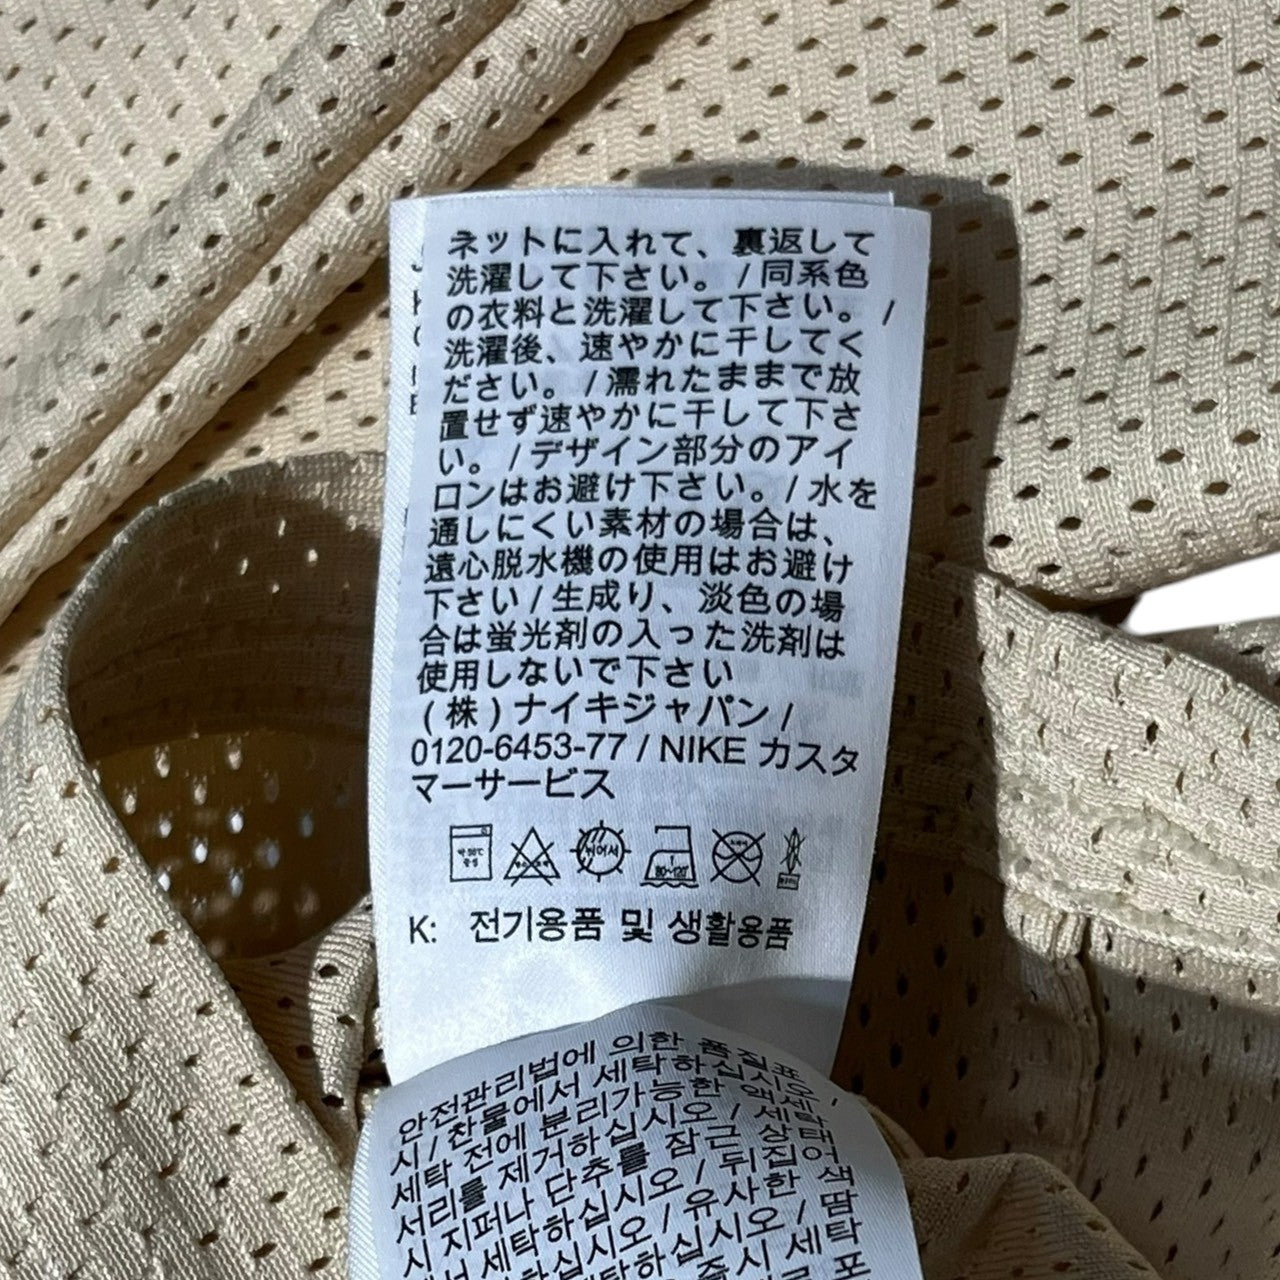 ネットに入れて、裏返して
洗濯して下さい。/同系色
の衣料と洗濯して下さい。/
洗濯後、速やかに干してく
ださい。/濡れたままで放
置せず速やかに干して下さ
い。/デザイン部分のアイ
ロンはお避け下さい。/水を
通しにくい素材の場合は、
遠心脱水機の使用はお避け
下さい/生成り、淡色の場
合は蛍光剤の入った洗剤は
使用しないで下さい
(株)ナイキジャパン/
0120-6453-77 / NIKE カスタ
マーサービス
K: 전기용품 및 생활용품
안전관리법에 의한 품질표
시/찬물에서 세탁하십시오,
세탁 전에 분리가능한 액세
서리를 제거하십시오/세탁
시 지퍼나 단추를 잠근 상태
세탁하십시오/뒤집어
하십시오/유사한 색
세탁하십시오/땀
즉시 세탁